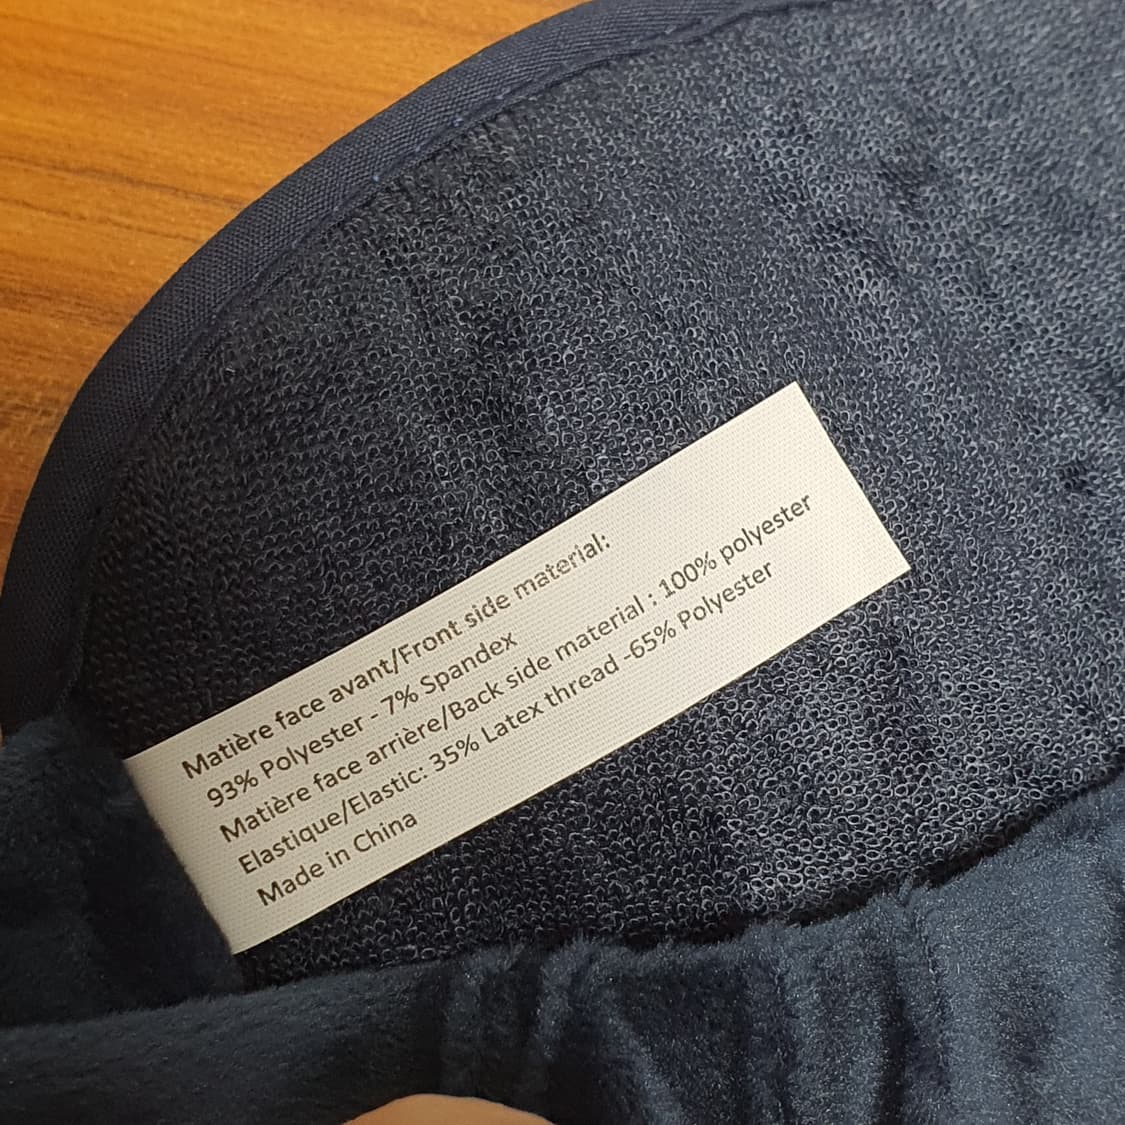 Matière face avant/Front side material:
93% Polyester - 7% Spandex
Matière face arrière/Back side material : 100% polyester
Elastique/Elastic: 35% Latex thread -65% Polyester
Made in China